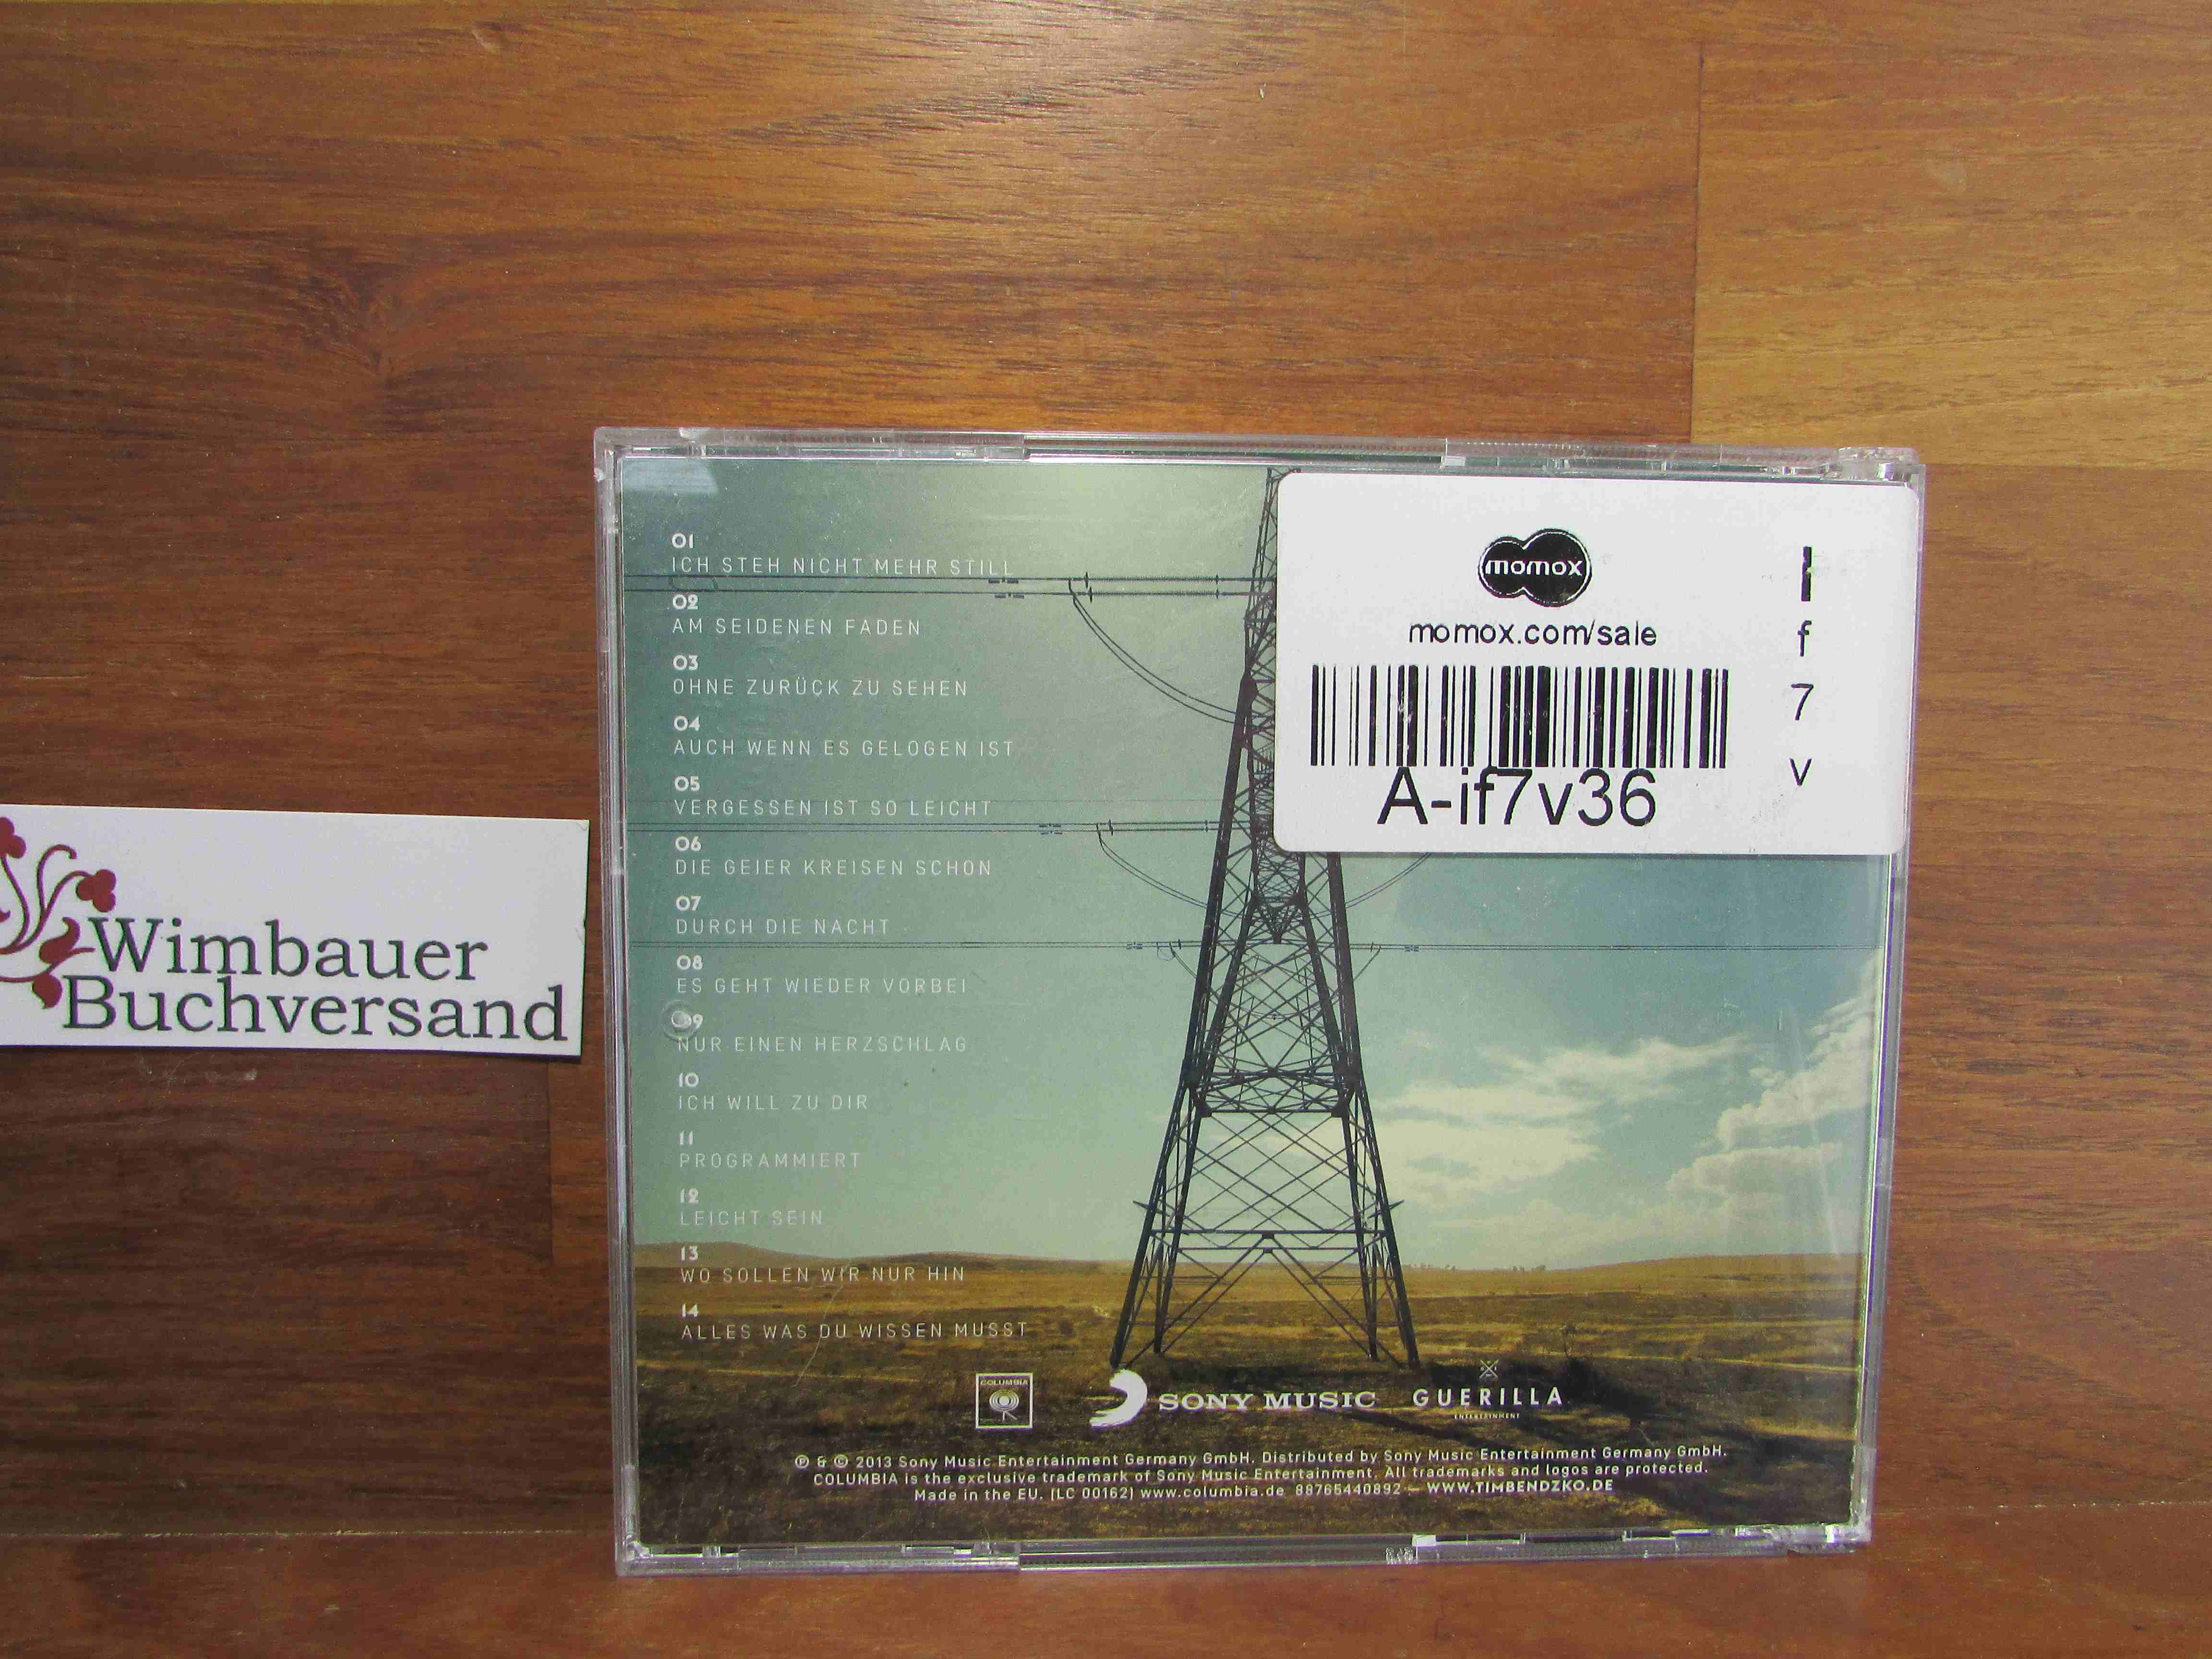 01
ICH STEH NICHT MEHR STILL
02
AM SEIDENEN FADEN
03
OHNE ZURÜCK ZU SEHEN
04
AUCH WENN ES GELOGEN IST
05
VERGESSEN IST SO LEICHT
06
DIE GEIER KREISEN SCHON
07
DURCH DIE NACHT
08
ES GEHT WIEDER VORBEI
09
NUR EINEN HERZSCHLAG
10
ICH WILL ZU DIR
11
PROGRAMMIERT
12
LEICHT SEIN
13
WO SOLLEN WIR NUR HIN
14
ALLES WAS DU WISSEN MUSST
momox
momox.com/sale
A-if7v36
f
7
v
Wimbauer
Buchversand
COLUMBIA
SONY MUSIC
GUERILLA
ENTERTAINMENT
℗ & © 2013 Sony Music Entertainment Germany GmbH. Distributed by Sony Music Entertainment Germany GmbH.
COLUMBIA is the exclusive trademark of Sony Music Entertainment. All trademarks and logos are protected.
Made in the EU. [LC 00162] www.columbia.de 88765440892 — WWW.TIMBENDZKO.DE